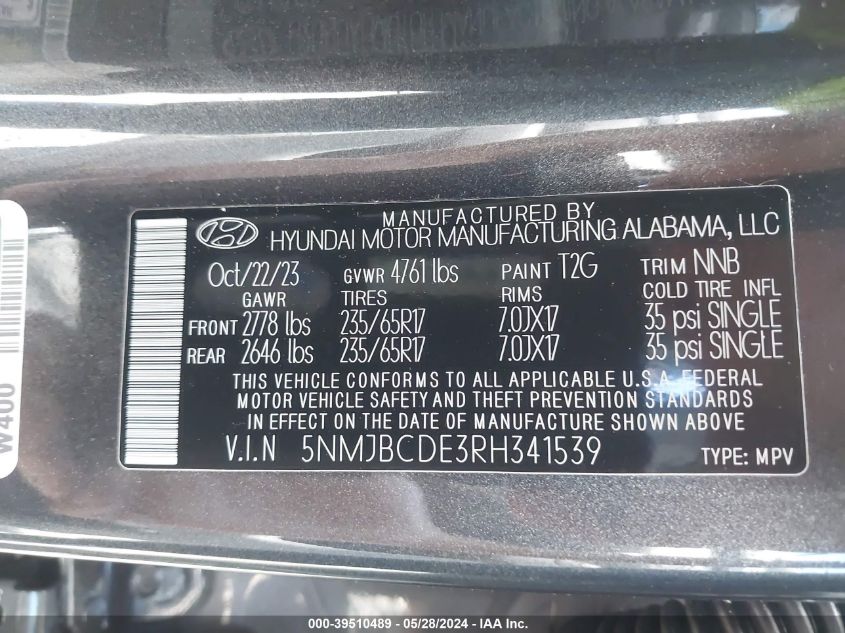 MANUFACTURED BY
HYUNDAI MOTOR MANUFACTURING ALABAMA, LLC
Oct/22/23 GVWR 4761 lbs PAINT T2G TRIM NNB
GAWR TIRES RIMS COLD TIRE INFL
FRONT 2778 lbs 235/65R17 7.0JX17 35 psi SINGLE
REAR 2646 lbs 235/65R17 7.0JX17 35 psi SINGLE
THIS VEHICLE CONFORMS TO ALL APPLICABLE U.S.A. FEDERAL
MOTOR VEHICLE SAFETY AND THEFT PREVENTION STANDARDS
IN EFFECT ON THE DATE OF MANUFACTURE SHOWN ABOVE
V.I.N 5NMJBCDE3RH341539 TYPE: MPV
W400
000-39510489 - 05/28/2024 - IAA Inc.